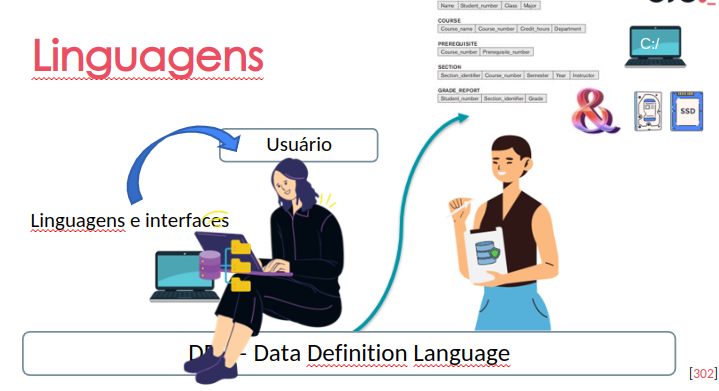 Linguagens
Name Student_number Class Major
COURSE
Course_name Course_number Credit_hours Department
PREREQUISITE
Course_number Prerequisite_number
SECTION
Section_identifier Course_number Semester Year Instructor
GRADE_REPORT
Student_number Section_identifier Grade
C:/
&
SSD
Usuário
Linguagens e interfaces
- Data Definition Language
[302]